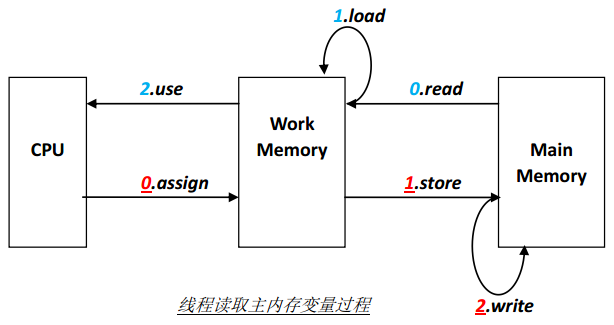 1.load
2.use
0.read
CPU
Work
Memory
Main
Memory
0.assign
1.store
2.write
线程读取主内存变量过程